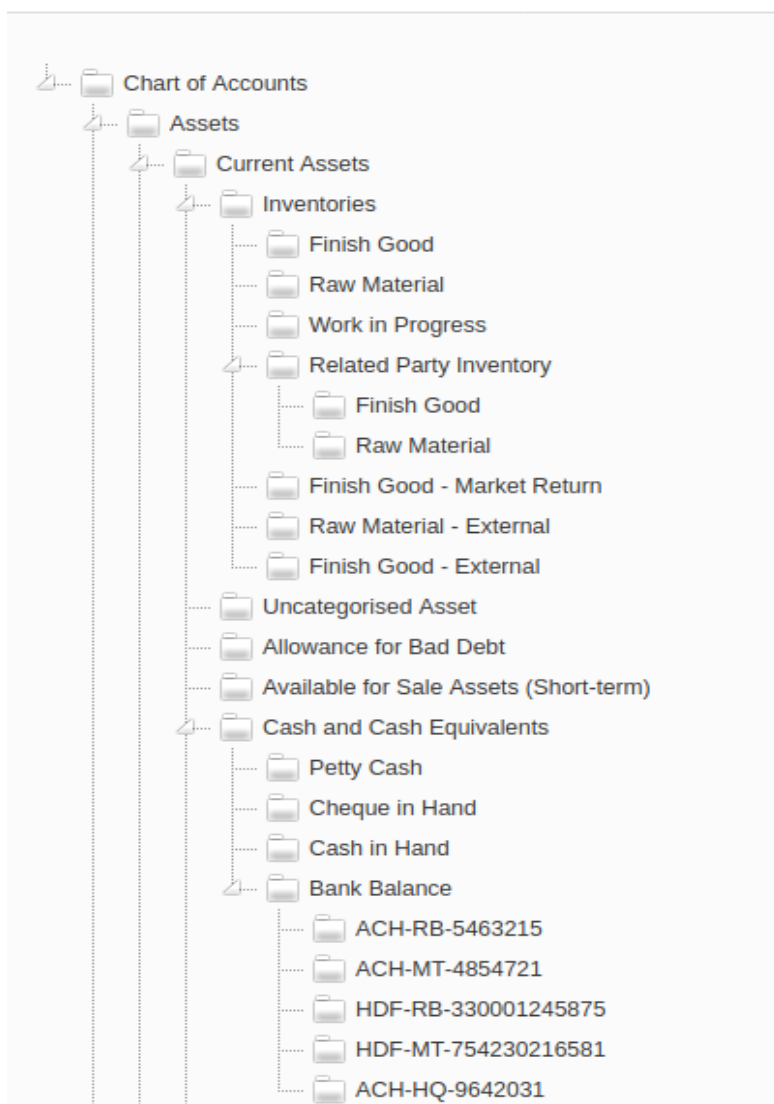 Chart of Accounts
Assets
Current Assets
Inventories
Finish Good
Raw Material
Work in Progress
Related Party Inventory
Finish Good
Raw Material
Finish Good - Market Return
Raw Material - External
Finish Good - External
Uncategorised Asset
Allowance for Bad Debt
Available for Sale Assets (Short-term)
Cash and Cash Equivalents
Petty Cash
Cheque in Hand
Cash in Hand
Bank Balance
ACH-RB-5463215
ACH-MT-4854721
HDF-RB-330001245875
HDF-MT-754230216581
ACH-HQ-9642031